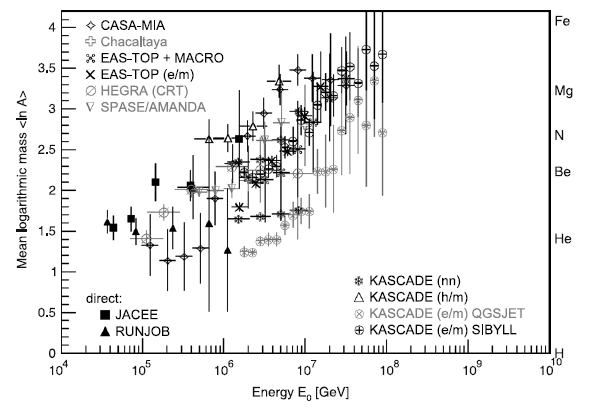 Mean logarithmic mass <ln A>
4
3.5
3
2.5
2
1.5
1
0.5
0
CASA-MIA
Chacaltaya
EAS-TOP + MACRO
EAS-TOP (e/m)
HEGRA (CRT)
SPASE/AMANDA
direct:
JACEE
RUNJOB
KASCADE (nn)
KASCADE (h/m)
KASCADE (e/m) QGSJET
KASCADE (e/m) SIBYLL
Fe
Mg
N
Be
He
H
10^4 10^5 10^6 10^7 10^8 10^9 10^10
Energy E_0 [GeV]